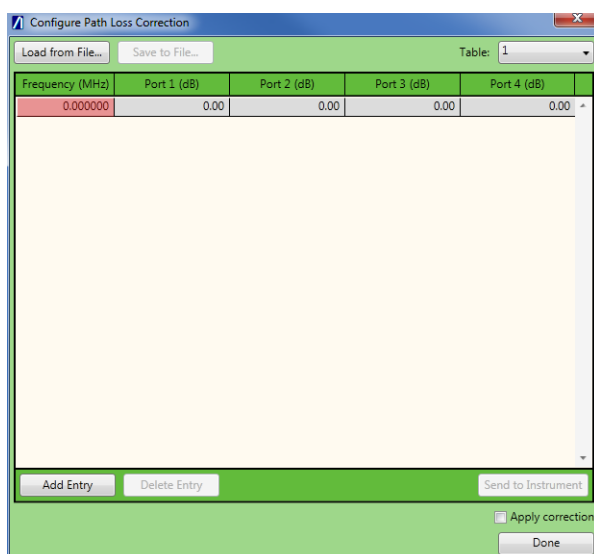 Configure Path Loss Correction
Load from File... Save to File... Table: 1
Frequency (MHz) Port 1 (dB) Port 2 (dB) Port 3 (dB) Port 4 (dB)
0.000000 0.00 0.00 0.00 0.00
Add Entry Delete Entry Send to Instrument
Apply correction
Done